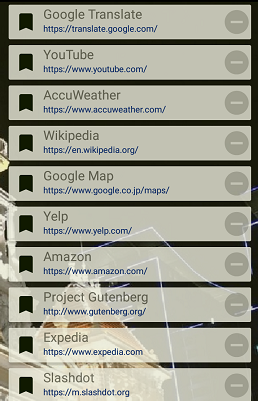 Google Translate
https://translate.google.com/
YouTube
https://www.youtube.com/
AccuWeather
https://www.accuweather.com/
Wikipedia
https://en.wikipedia.org/
Google Map
https://www.google.co.jp/maps/
Yelp
https://www.yelp.com/
Amazon
https://www.amazon.com/
Project Gutenberg
http://www.gutenberg.org/
Expedia
https://www.expedia.com
Slashdot
https://m.slashdot.org